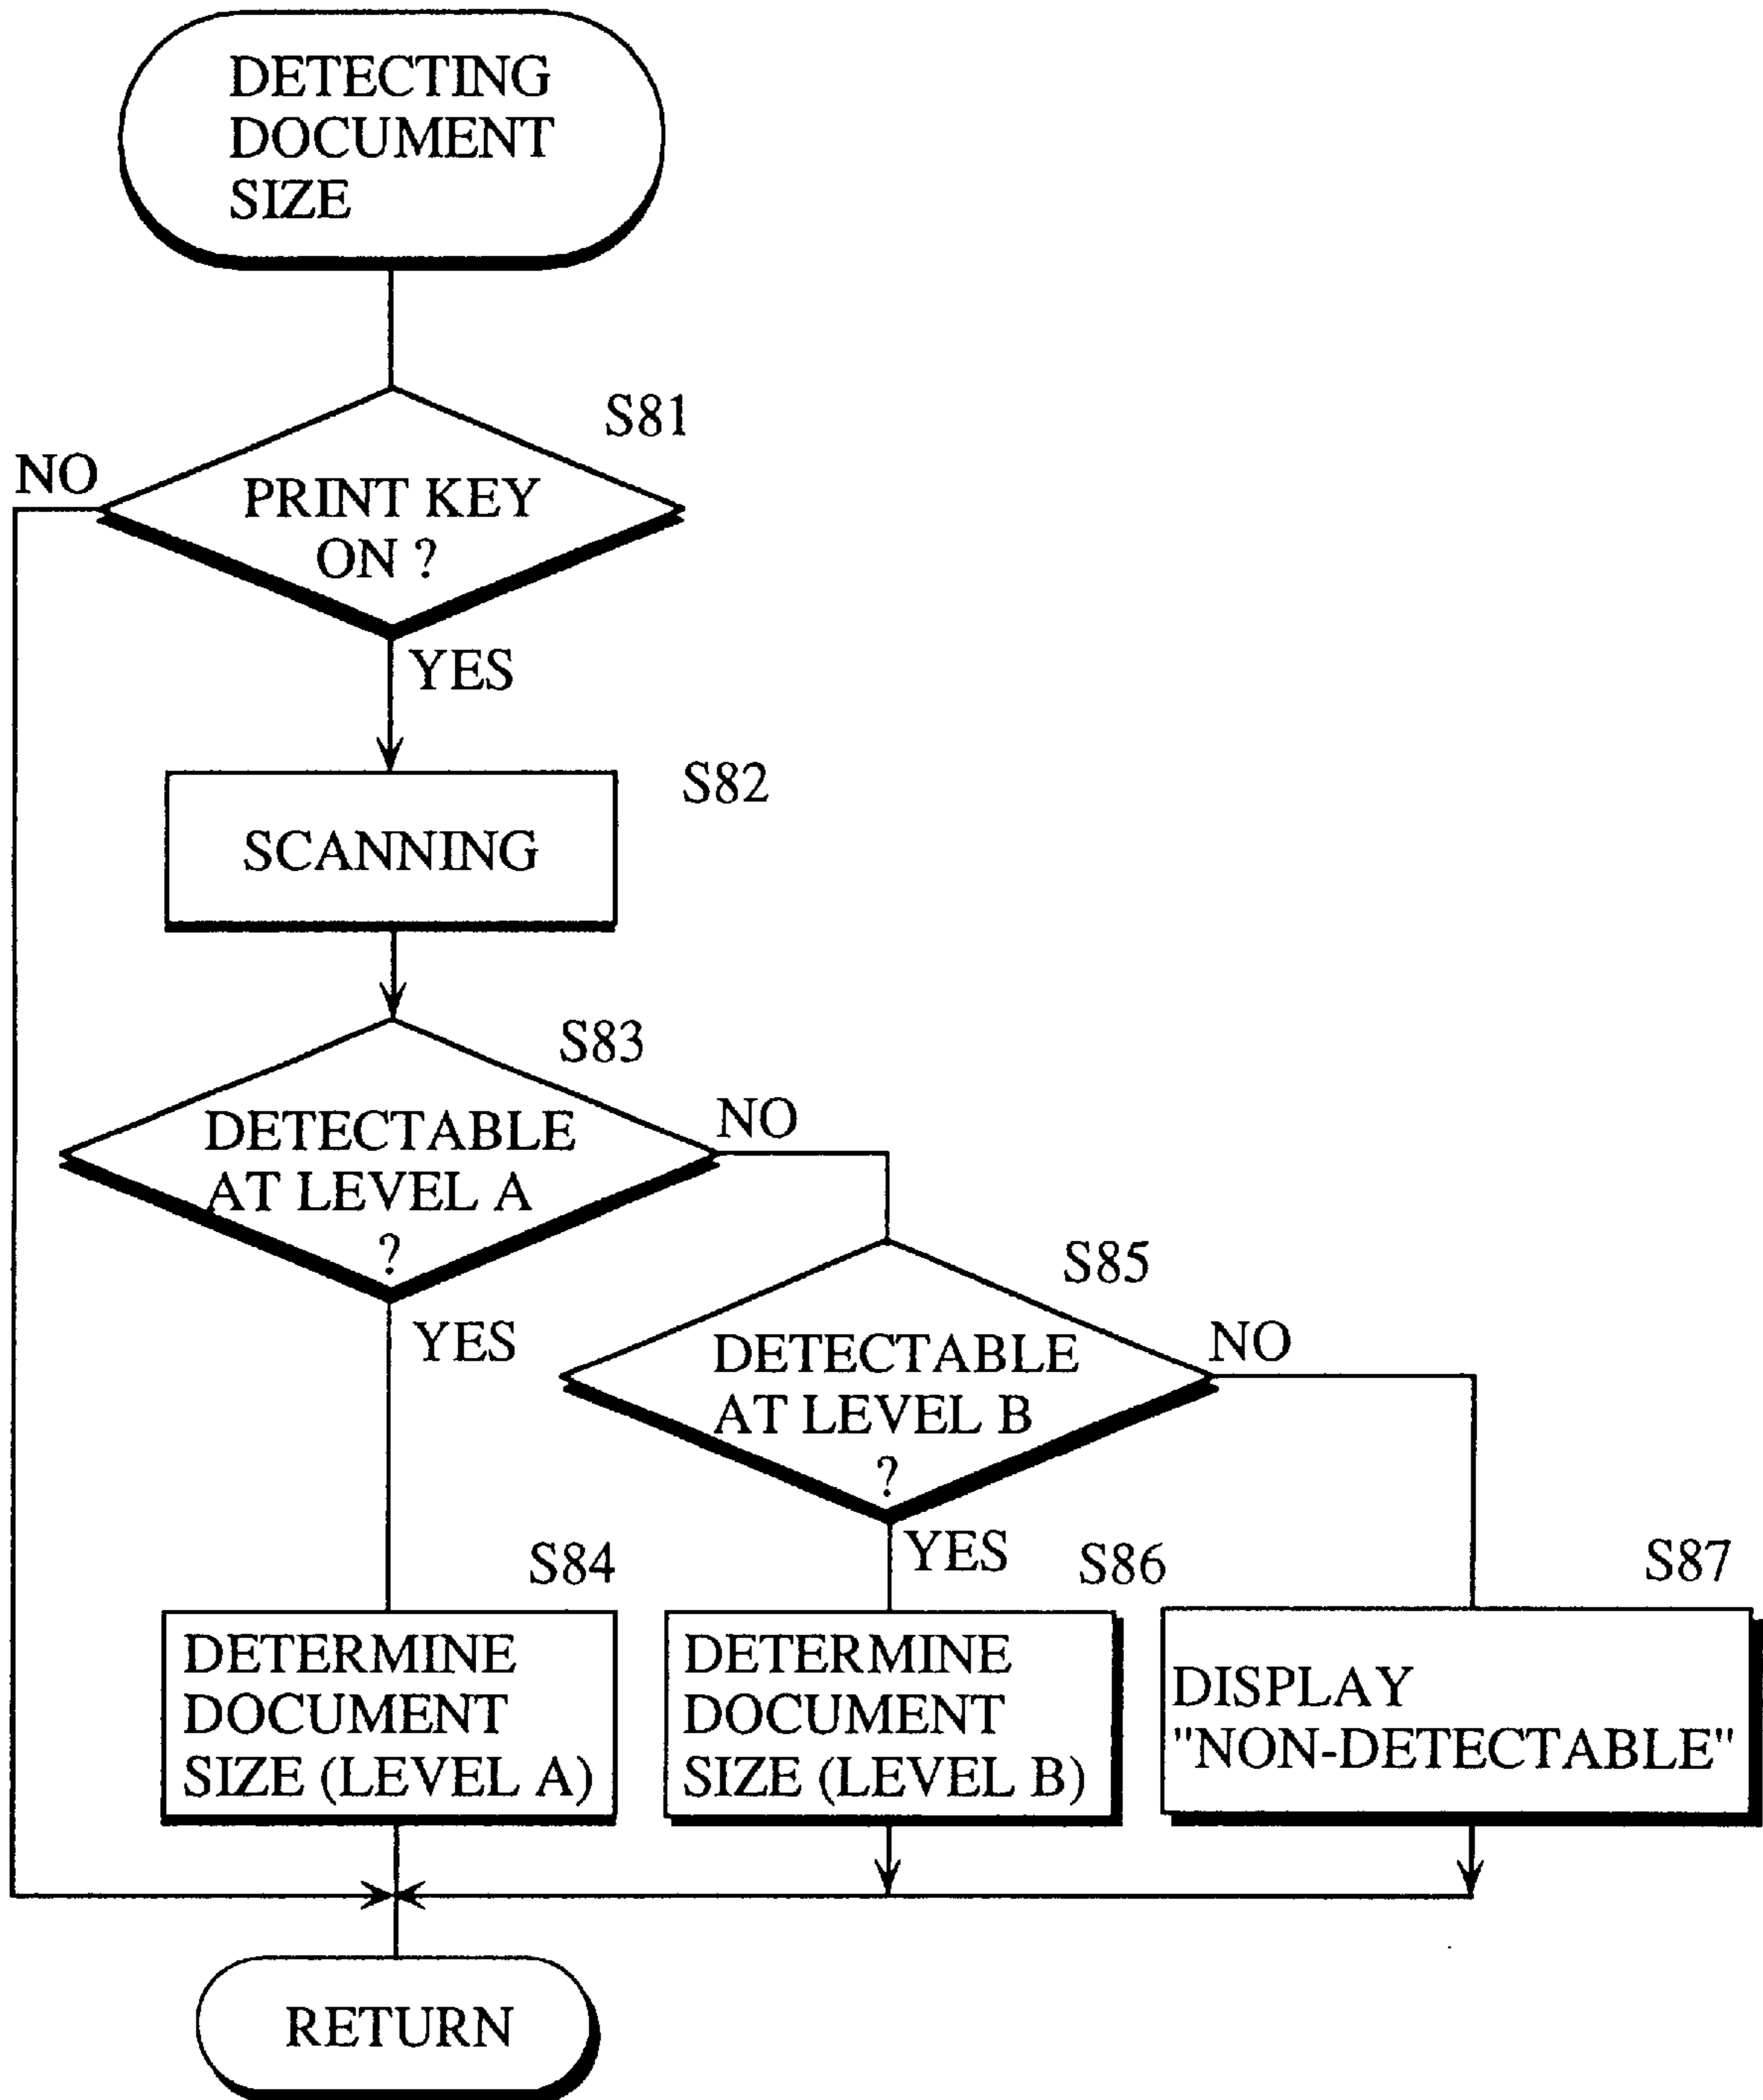 DETECTING
DOCUMENT
SIZE
S81
NO
PRINT KEY
ON ?
YES
S82
SCANNING
S83
DETECTABLE
AT LEVEL A
?
NO
YES
S85
DETECTABLE
AT LEVEL B
?
NO
YES
S84
DETERMINE
DOCUMENT
SIZE (LEVEL A)
S86
DETERMINE
DOCUMENT
SIZE (LEVEL B)
S87
DISPLAY
"NON-DETECTABLE"
RETURN